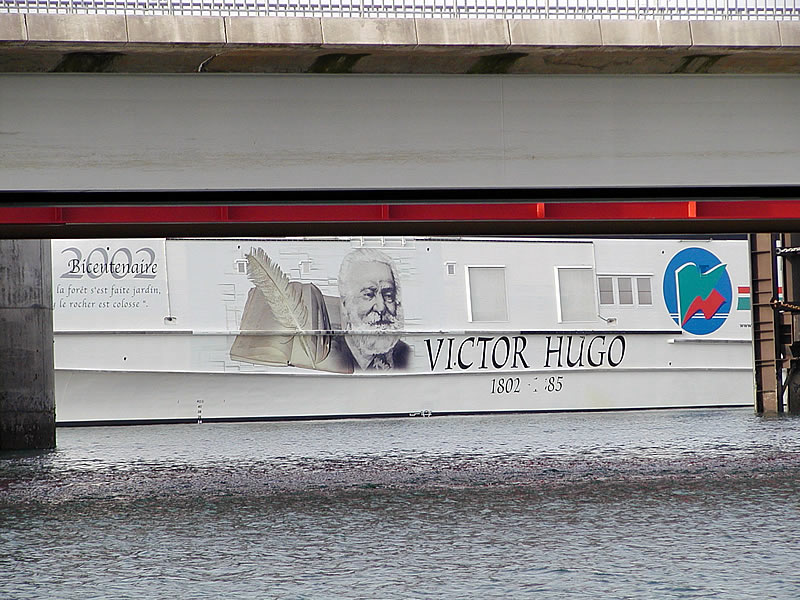 2002
Bicentenaire
la forêt s'est faite jardin,
le rocher est colosse ".
VICTOR HUGO
1802 - 85